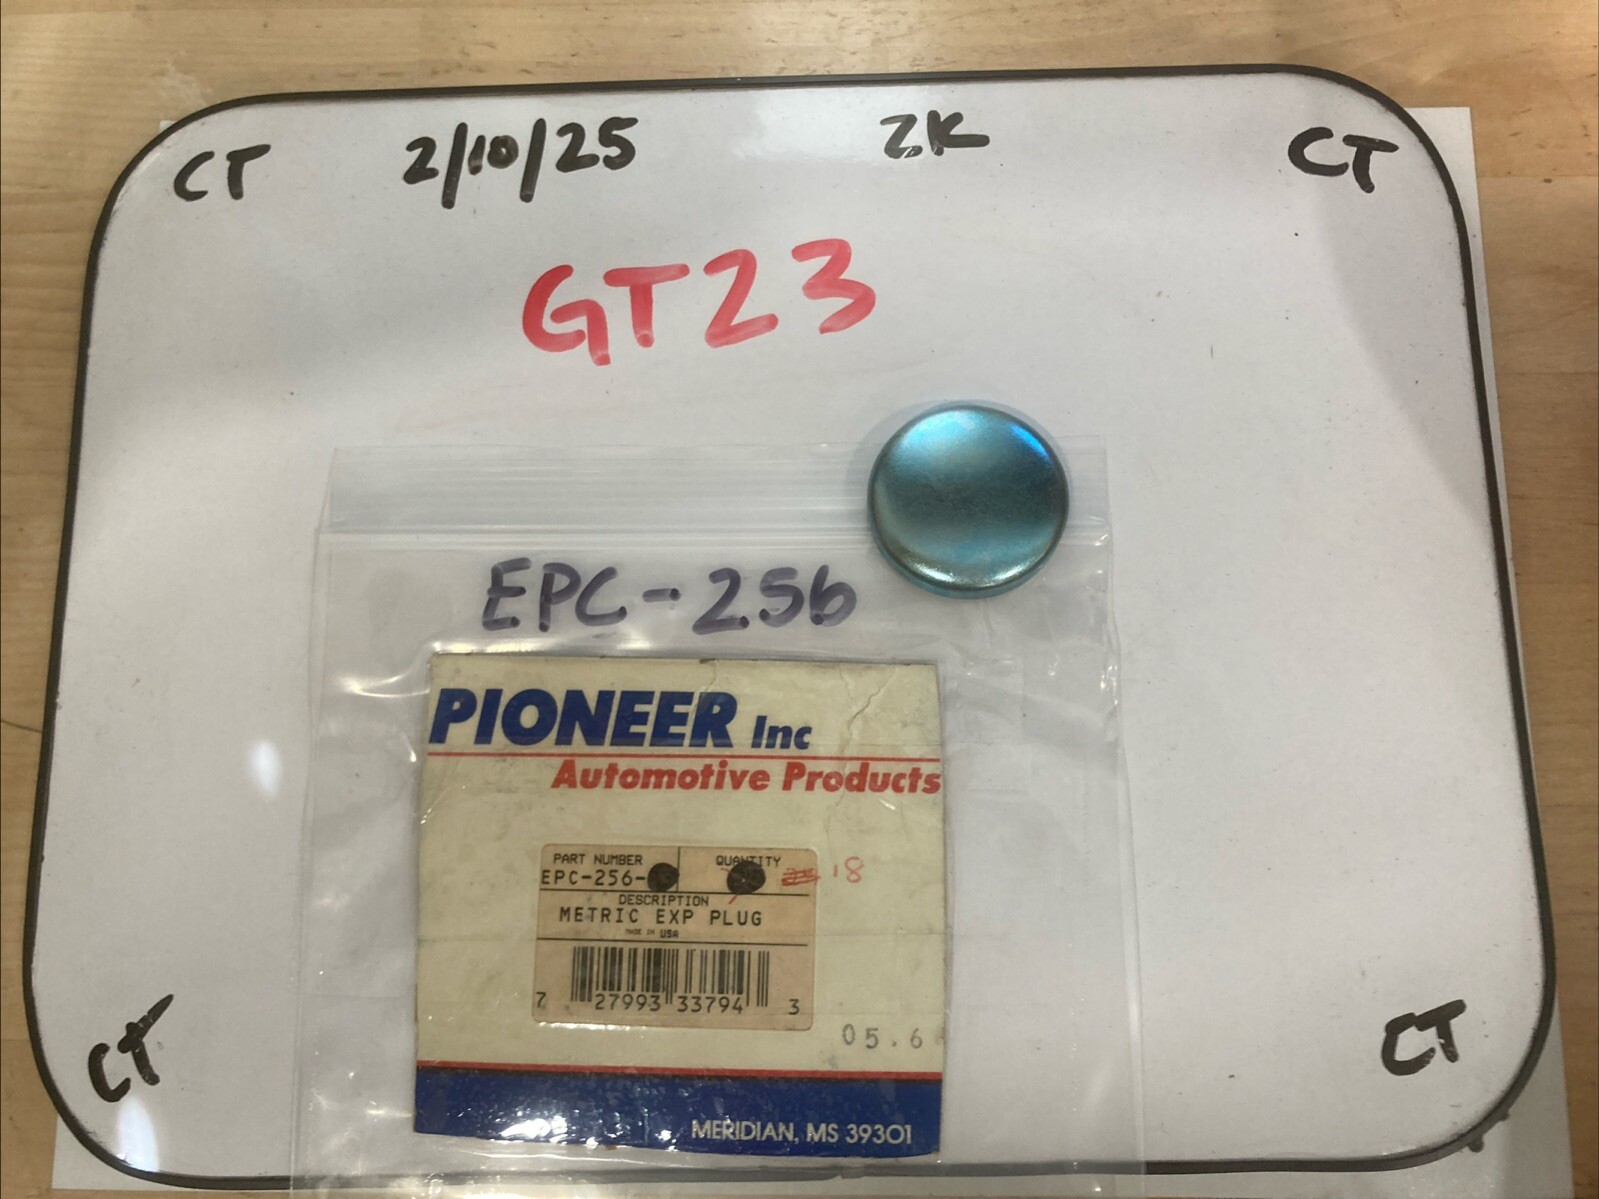 CT 2/10/25 ZK CT
GT23
EPC-256
PIONEER Inc
Automotive Products
PART NUMBER QUANTITY
EPC-256- 18
DESCRIPTION
METRIC EXP PLUG
MADE IN USA
7 27993 33794 3
05.6
CT CT
MERIDIAN, MS 39301